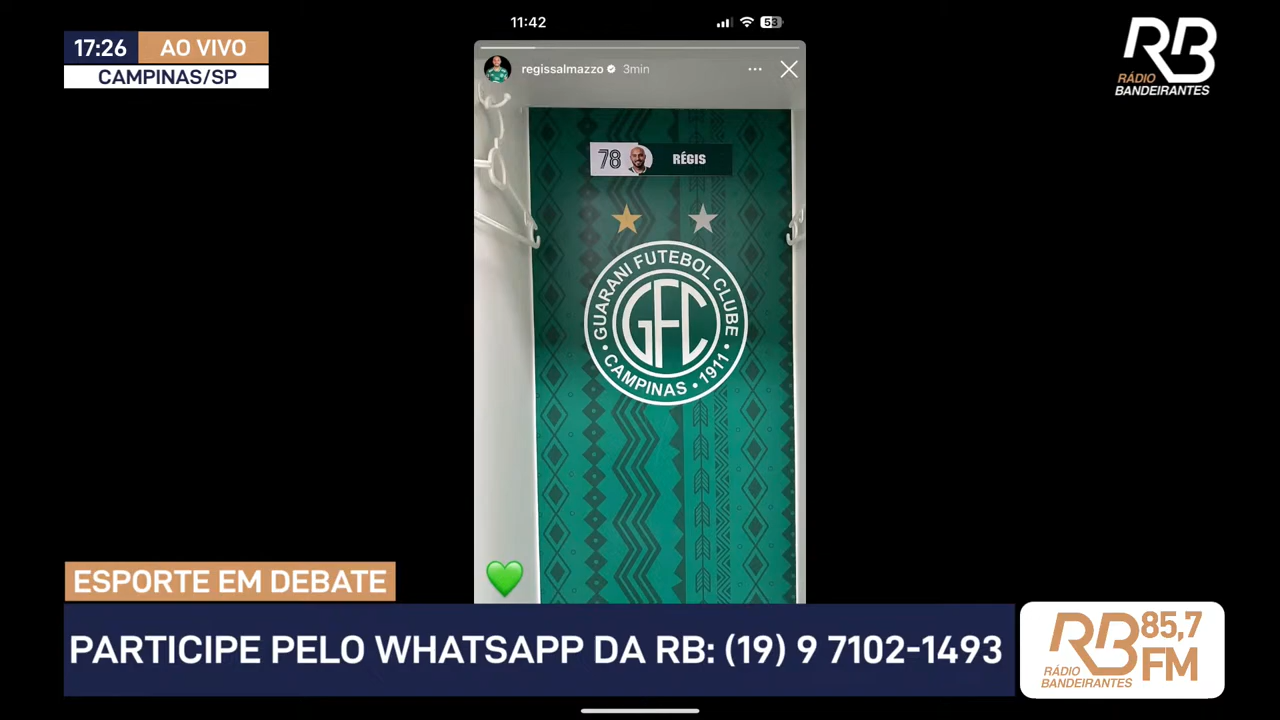 11:42
53
17:26 AO VIVO
CAMPINAS/SP
regissalmazzo 3min
RB
RÁDIO
BANDEIRANTES
78 RÉGIS
GUARANI FUTEBOL CLUBE
GFC
CAMPINAS • 1911
ESPORTE EM DEBATE
PARTICIPE PELO WHATSAPP DA RB: (19) 9 7102-1493
RB 85,7
FM
RÁDIO
BANDEIRANTES